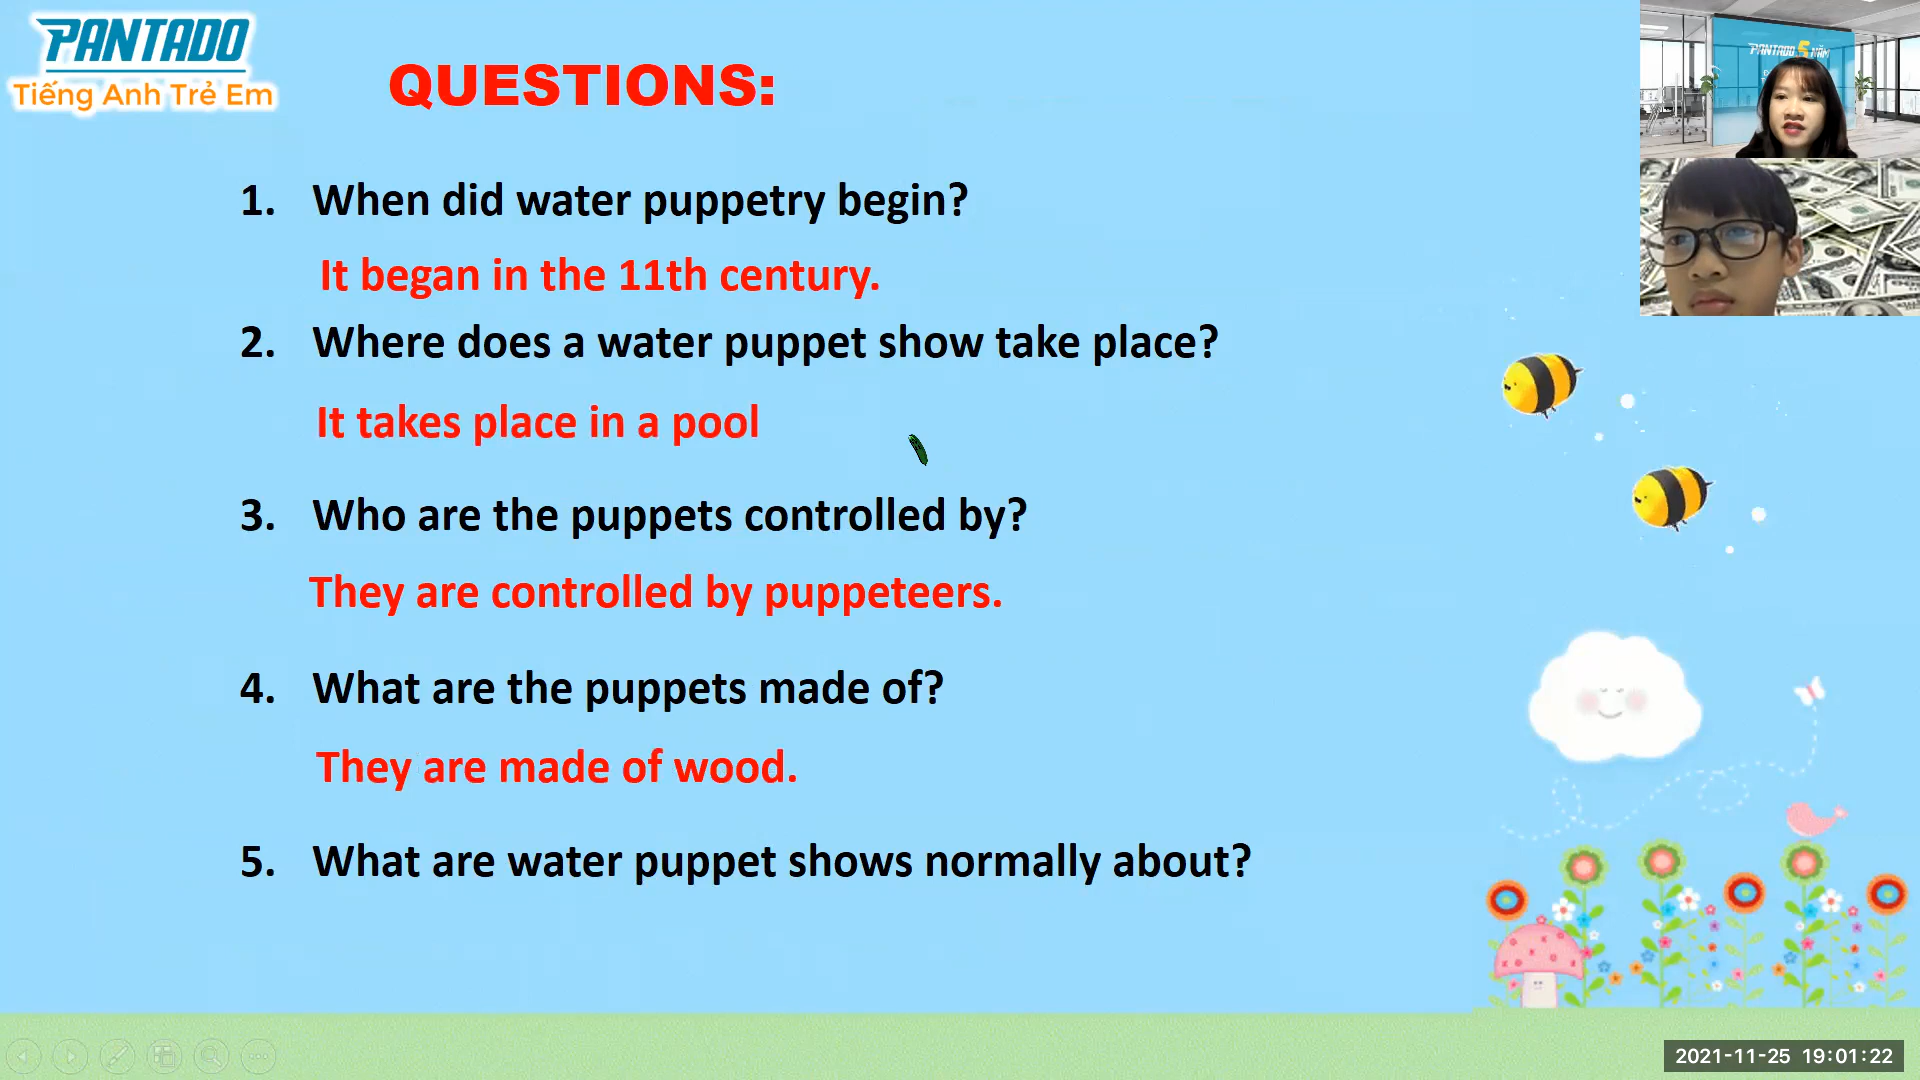 PANTADO
Tiếng Anh Trẻ Em
QUESTIONS:
PANTADO 5 NĂM
1. When did water puppetry begin?
It began in the 11th century.
2. Where does a water puppet show take place?
It takes place in a pool
3. Who are the puppets controlled by?
They are controlled by puppeteers.
4. What are the puppets made of?
They are made of wood.
5. What are water puppet shows normally about?
2021-11-25 19:01:22